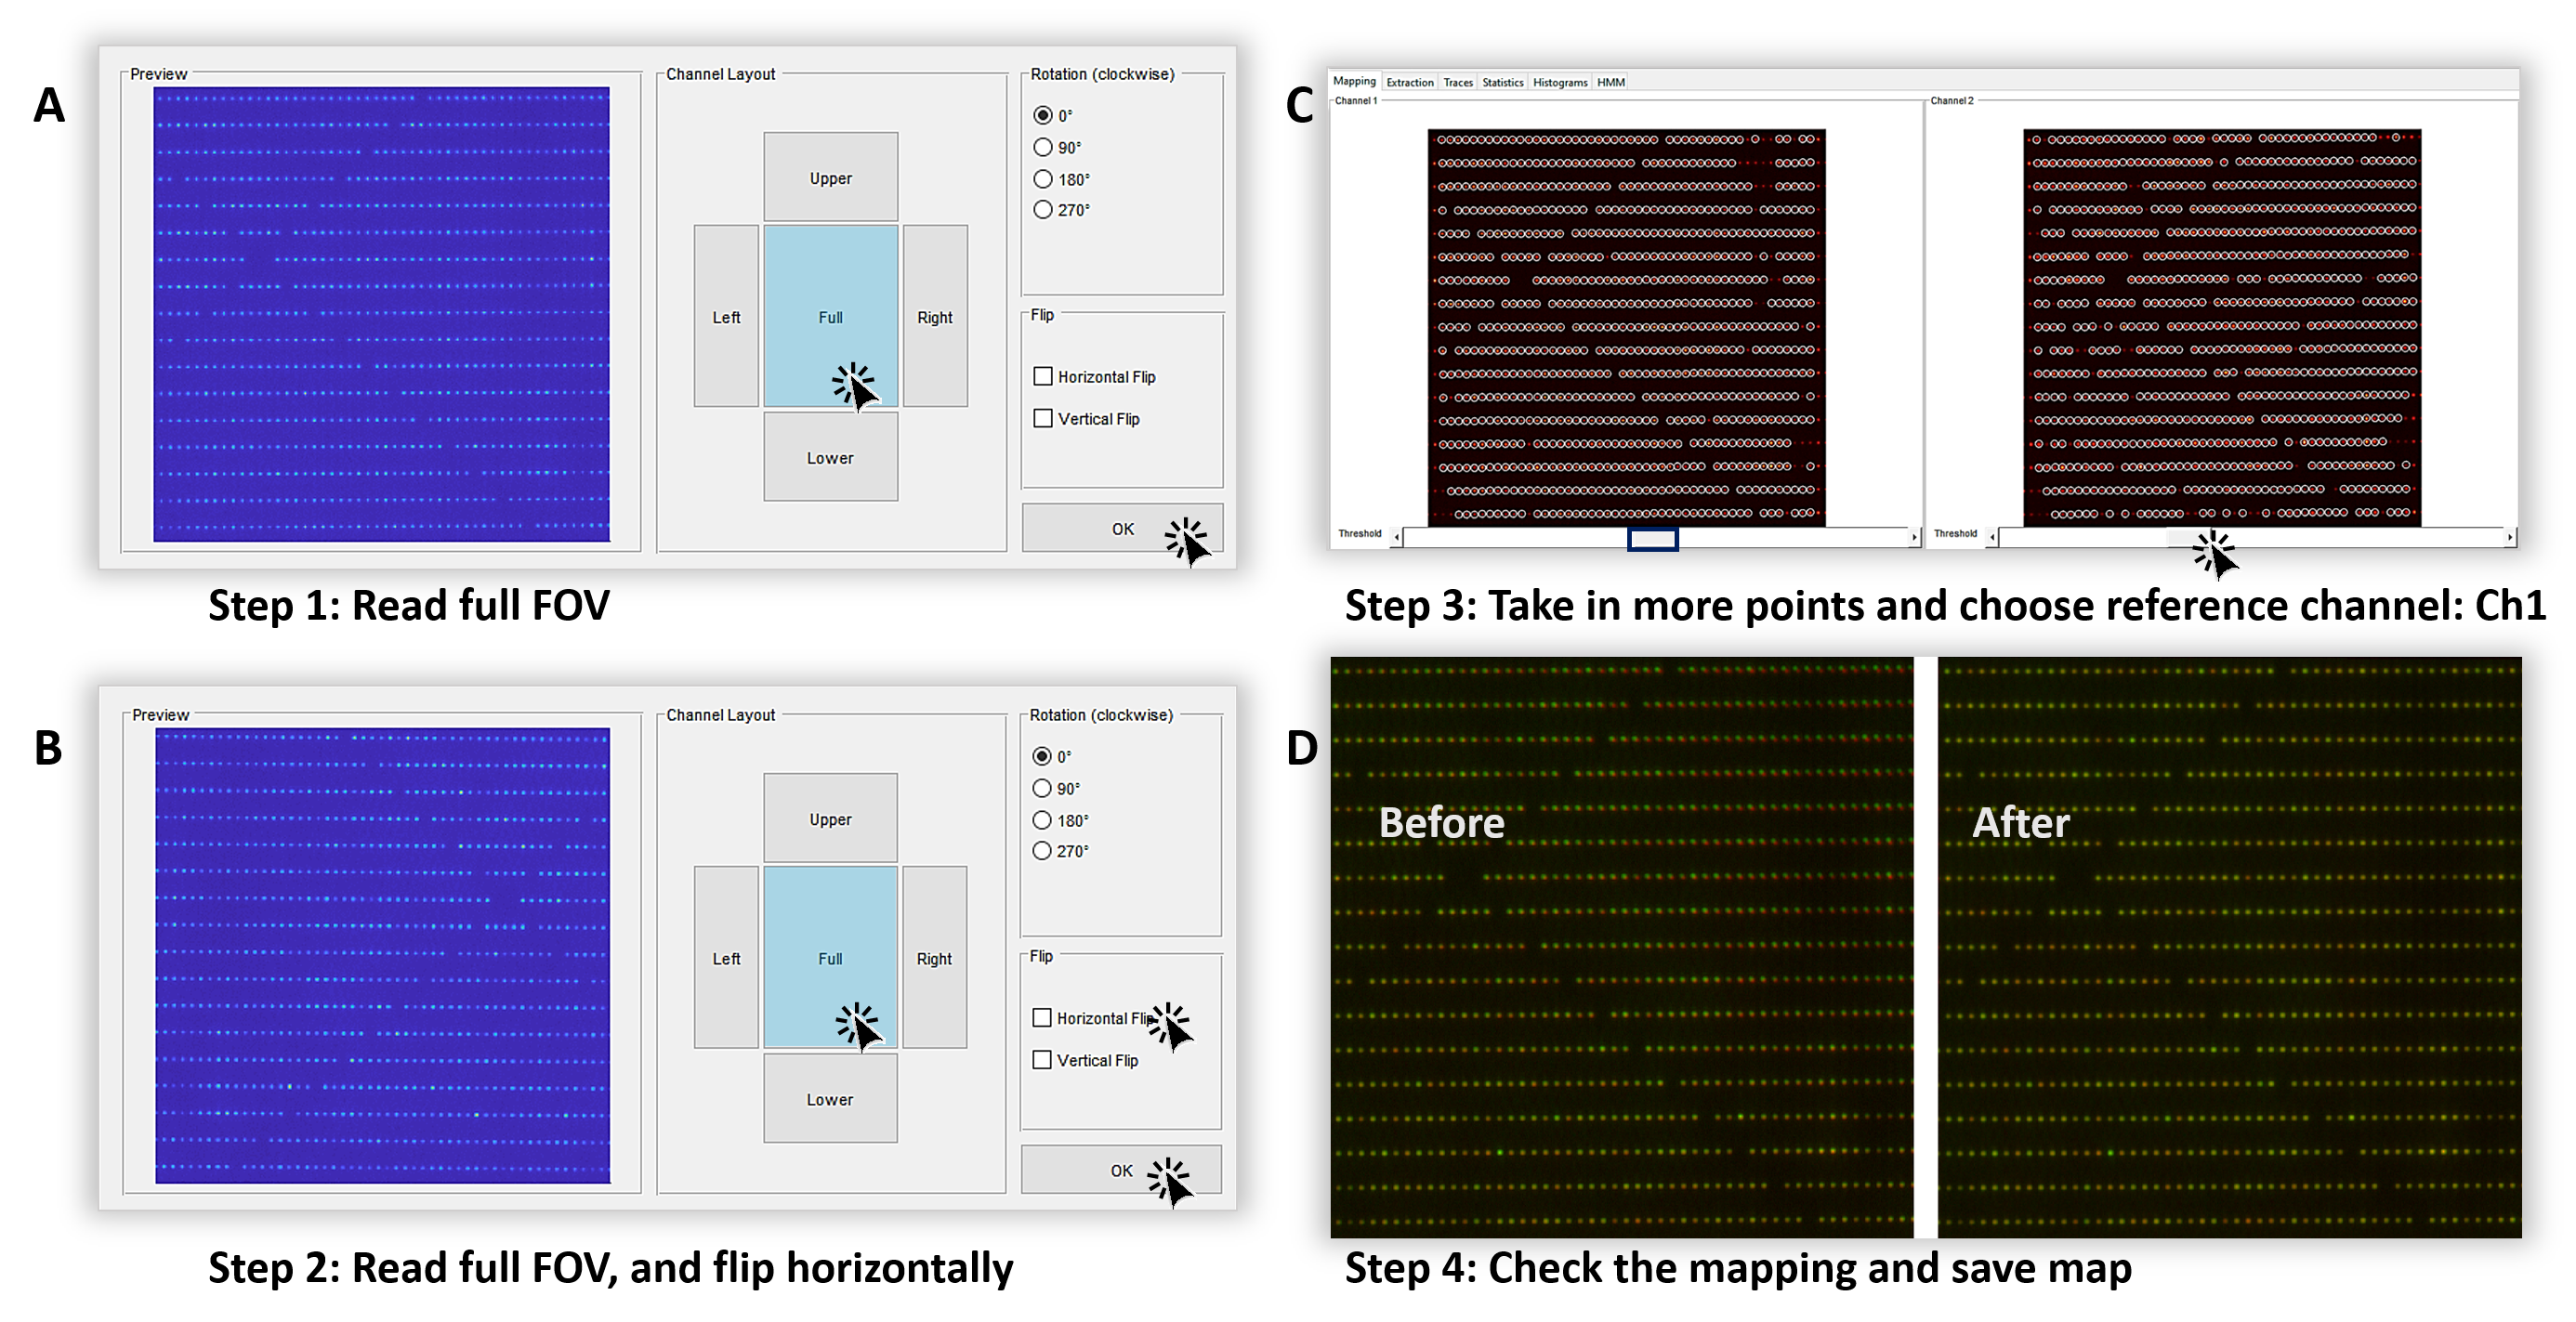 A
Preview
Channel Layout
Rotation (clockwise)
Upper
Left
Full
Right
Lower
0°
90°
180°
270°
Flip
Horizontal Flip
Vertical Flip
OK
Step 1: Read full FOV
B
Preview
Channel Layout
Rotation (clockwise)
Upper
Left
Full
Right
Lower
0°
90°
180°
270°
Flip
Horizontal Flip
Vertical Flip
OK
Step 2: Read full FOV, and flip horizontally
C
Mapping Extraction Traces Statistics Histograms HMM
Channel 1
Channel 2
Threshold
Threshold
Step 3: Take in more points and choose reference channel: Ch1
D
Before
After
Step 4: Check the mapping and save map